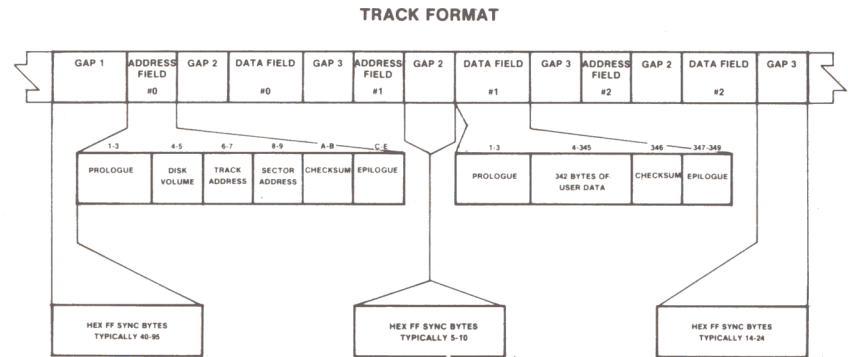 TRACK FORMAT
GAP 1
ADDRESS
FIELD
#0
GAP 2
DATA FIELD
#0
GAP 3
ADDRESS
FIELD
#1
GAP 2
DATA FIELD
#1
GAP 3
ADDRESS
FIELD
#2
GAP 2
DATA FIELD
#2
GAP 3
1-3
4-5
6-7
8-9
A-B
C-E
PROLOGUE
DISK
VOLUME
TRACK
ADDRESS
SECTOR
ADDRESS
CHECKSUM
EPILOGUE
1-3
4-345
346
347-349
PROLOGUE
342 BYTES OF
USER DATA
CHECKSUM
EPILOGUE
HEX FF SYNC BYTES
TYPICALLY 40-95
HEX FF SYNC BYTES
TYPICALLY 5-10
HEX FF SYNC BYTES
TYPICALLY 14-24